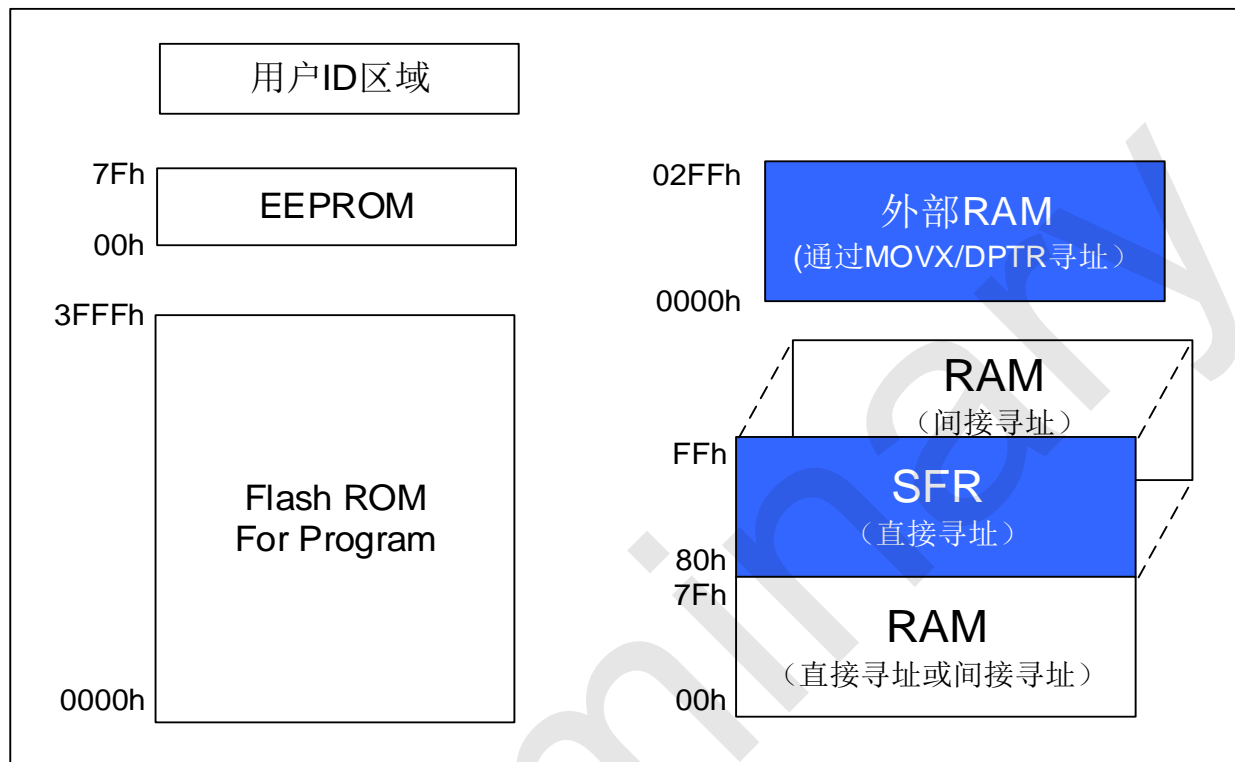 用户ID区域
7Fh
EEPROM
00h
3FFFh
Flash ROM
For Program
0000h
02FFh
外部RAM
(通过MOVX/DPTR寻址）
0000h
RAM
（间接寻址）
FFh
SFR
（直接寻址）
80h
7Fh
RAM
（直接寻址或间接寻址）
00h
minary